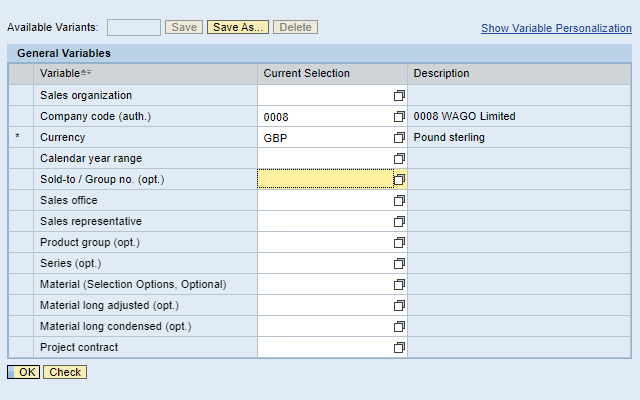 Available Variants: Save Save As... Delete Show Variable Personalization
General Variables
Variable Current Selection Description
Sales organization
Company code (auth.) 0008 0008 WAGO Limited
* Currency GBP Pound sterling
Calendar year range
Sold-to / Group no. (opt.)
Sales office
Sales representative
Product group (opt.)
Series (opt.)
Material (Selection Options, Optional)
Material long adjusted (opt.)
Material long condensed (opt.)
Project contract
OK Check